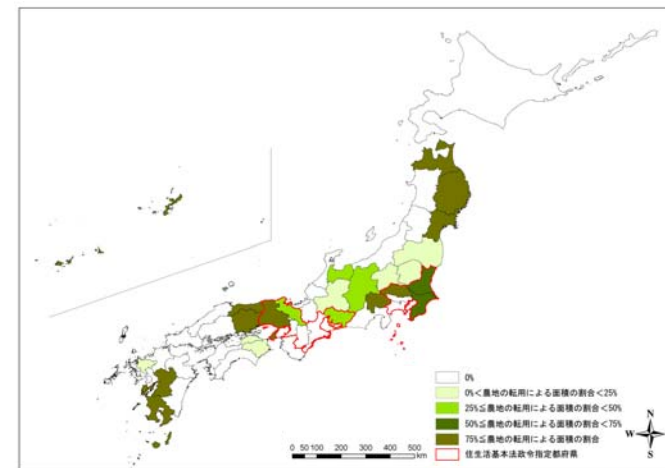 0%
0%<農地の転用による面積の割合<25%
25%≦農地の転用による面積の割合<50%
50%≦農地の転用による面積の割合<75%
75%≦農地の転用による面積の割合
住生活基本法政令指定都府県
0 50 100 200 300 400 500
km
N
W E
S